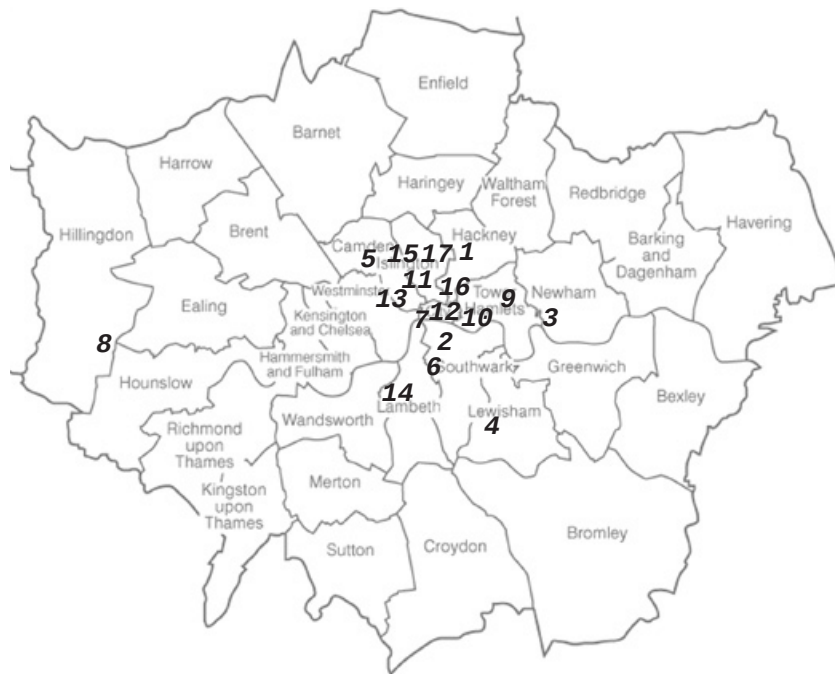 Enfield
Barnet
Harrow
Haringey
Waltham
Forest
Redbridge
Havering
Hillingdon
Brent
Camden
Islington
Hackney
Barking
and
Dagenham
5
15
17
1
11
16
13
Westminster
Ealing
Kensington
and Chelsea
8
7
12
10
Tower
Hamlets
9
Newham
3
2
6
Hounslow
Hammersmith
and Fulham
Southwark
Greenwich
Bexley
14
Lambeth
Wandsworth
Lewisham
4
Richmond
upon
Thames
Kingston
upon
Thames
Merton
Sutton
Croydon
Bromley